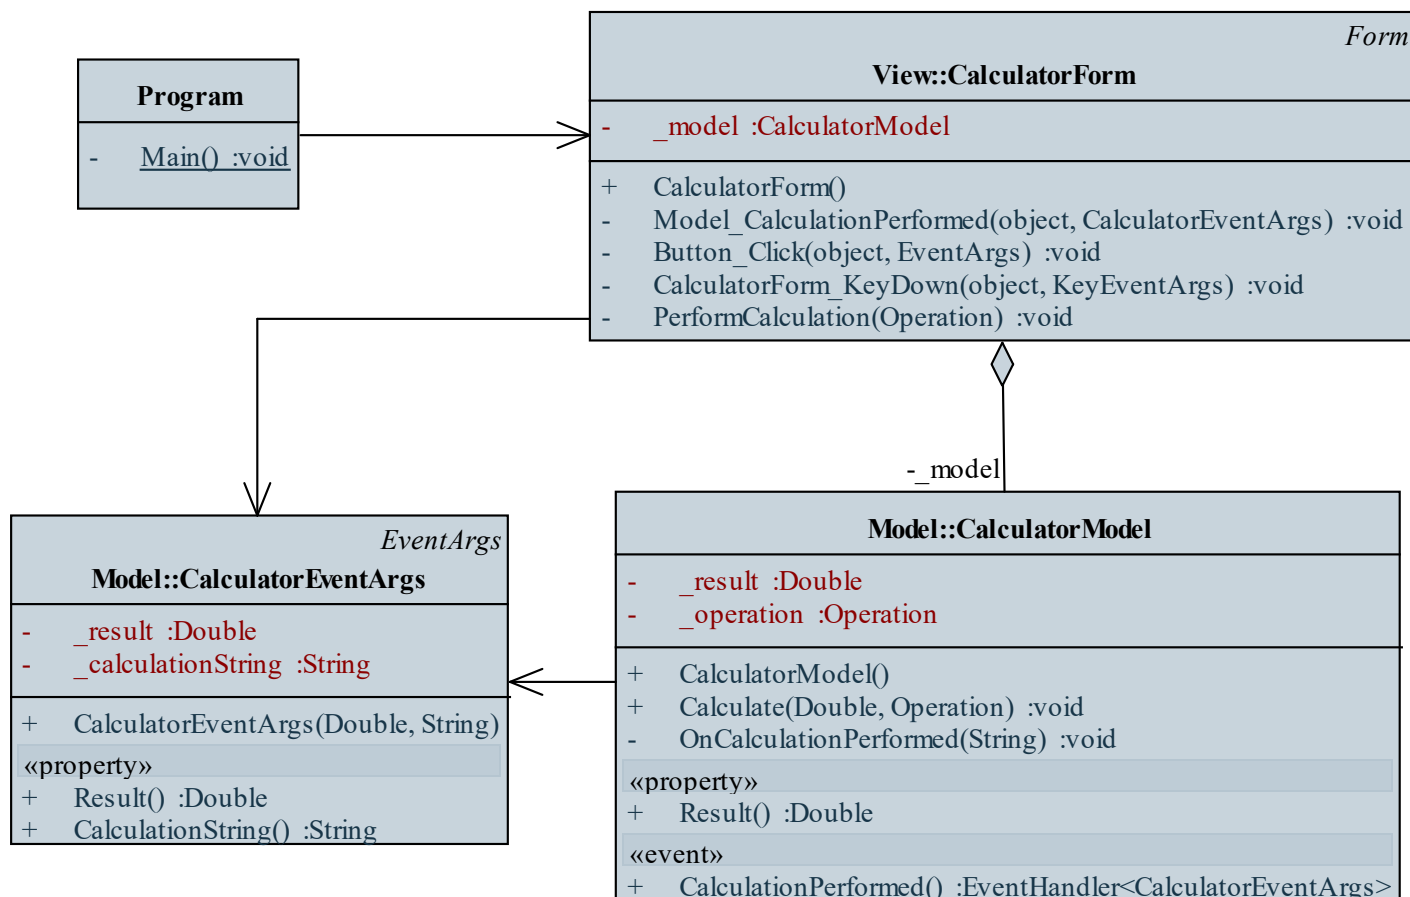 Program
- Main() :void
Form
View::CalculatorForm
- _model :CalculatorModel
+ CalculatorForm()
- Model_CalculationPerformed(object, CalculatorEventArgs) :void
- Button_Click(object, EventArgs) :void
- CalculatorForm_KeyDown(object, KeyEventArgs) :void
- PerformCalculation(Operation) :void
-_model
EventArgs
Model::CalculatorEventArgs
- _result :Double
- _calculationString :String
+ CalculatorEventArgs(Double, String)
«property»
+ Result() :Double
+ CalculationString() :String
Model::CalculatorModel
- _result :Double
- _operation :Operation
+ CalculatorModel()
+ Calculate(Double, Operation) :void
- OnCalculationPerformed(String) :void
«property»
+ Result() :Double
«event»
+ CalculationPerformed() :EventHandler<CalculatorEventArgs>